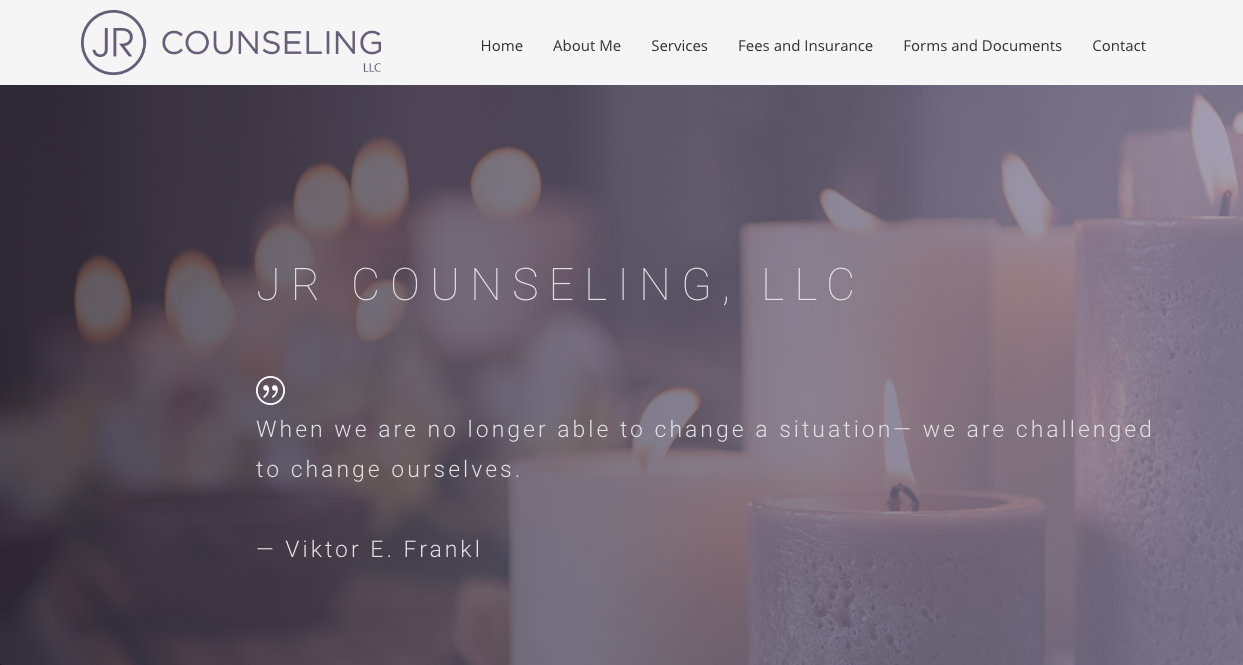 JR COUNSELING
LLC
Home About Me Services Fees and Insurance Forms and Documents Contact
JR COUNSELING, LLC
When we are no longer able to change a situation— we are challenged
to change ourselves.
— Viktor E. Frankl